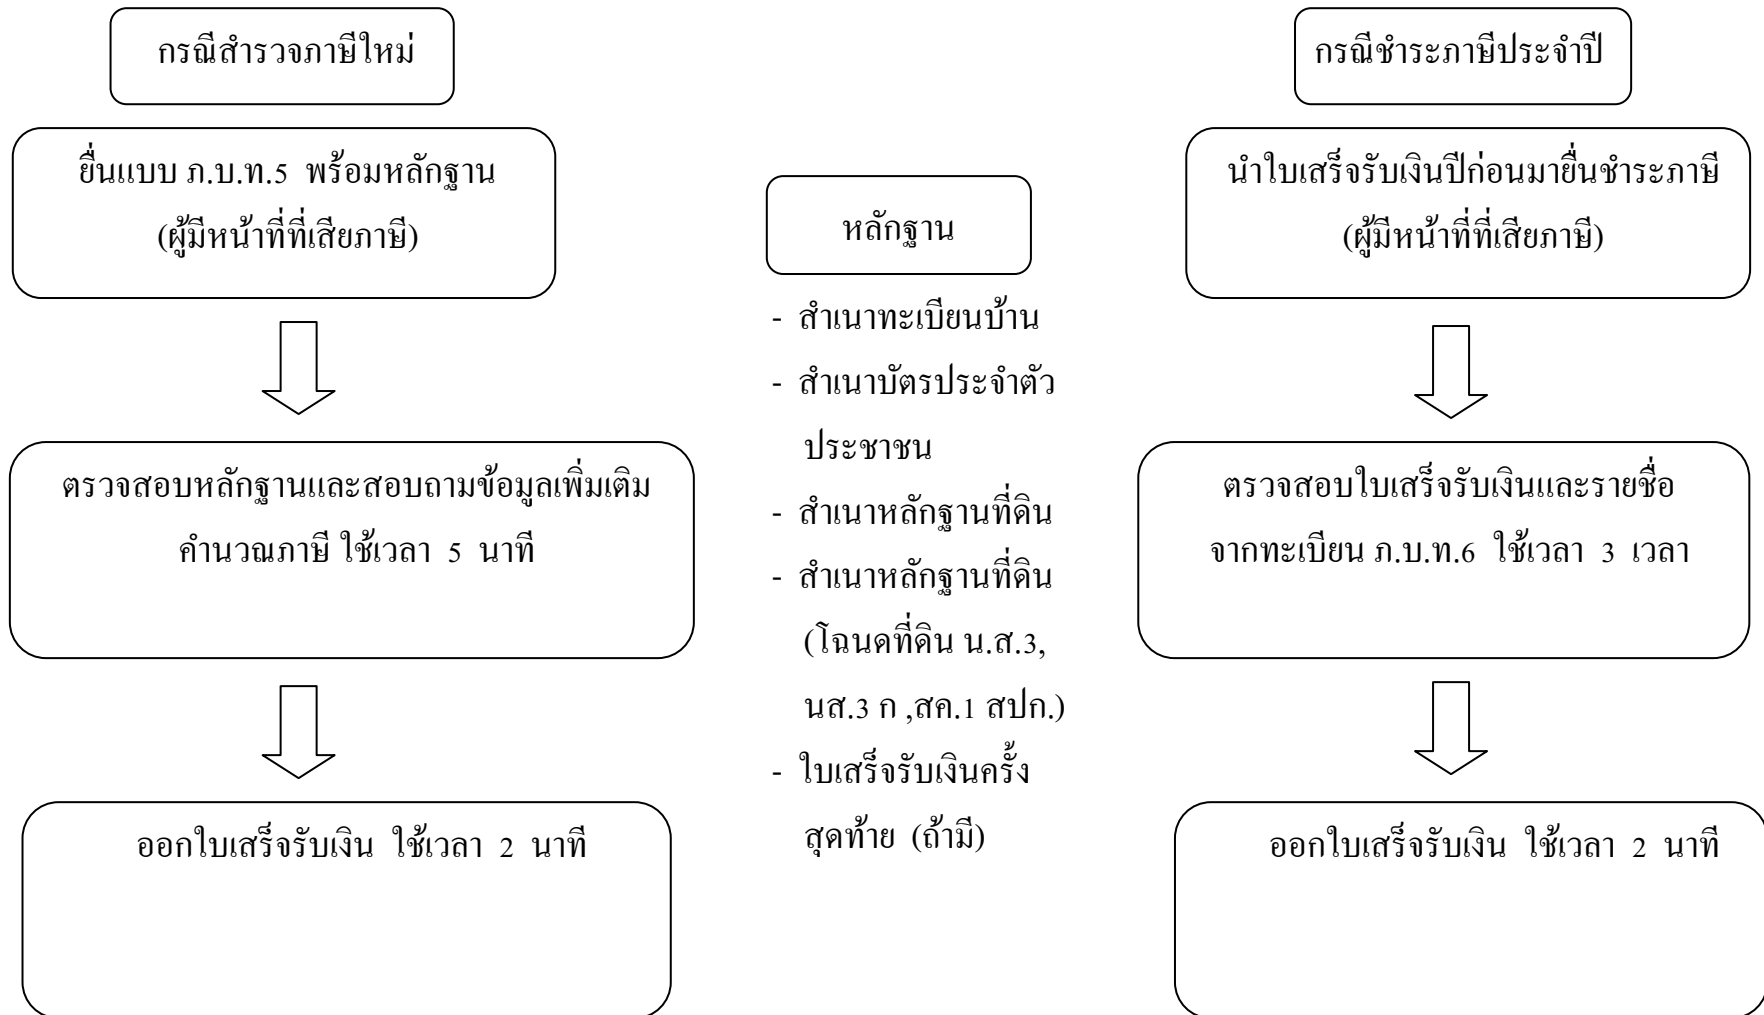 กรณีสำรวจภาษีใหม่
ยื่นแบบ ภ.บ.ท.5 พร้อมหลักฐาน
(ผู้มีหน้าที่ที่เสียภาษี)
ตรวจสอบหลักฐานและสอบถามข้อมูลเพิ่มเติม
คำนวณภาษี ใช้เวลา 5 นาที
ออกใบเสร็จรับเงิน ใช้เวลา 2 นาที
หลักฐาน
- สำเนาทะเบียนบ้าน
- สำเนาบัตรประจำตัว
ประชาชน
- สำเนาหลักฐานที่ดิน
- สำเนาหลักฐานที่ดิน
(โฉนดที่ดิน น.ส.3,
นส.3 ก ,สค.1 สปก.)
- ใบเสร็จรับเงินครั้ง
สุดท้าย (ถ้ามี)
กรณีชำระภาษีประจำปี
นำใบเสร็จรับเงินปีก่อนมายื่นชำระภาษี
(ผู้มีหน้าที่ที่เสียภาษี)
ตรวจสอบใบเสร็จรับเงินและรายชื่อ
จากทะเบียน ภ.บ.ท.6 ใช้เวลา 3 เวลา
ออกใบเสร็จรับเงิน ใช้เวลา 2 นาที